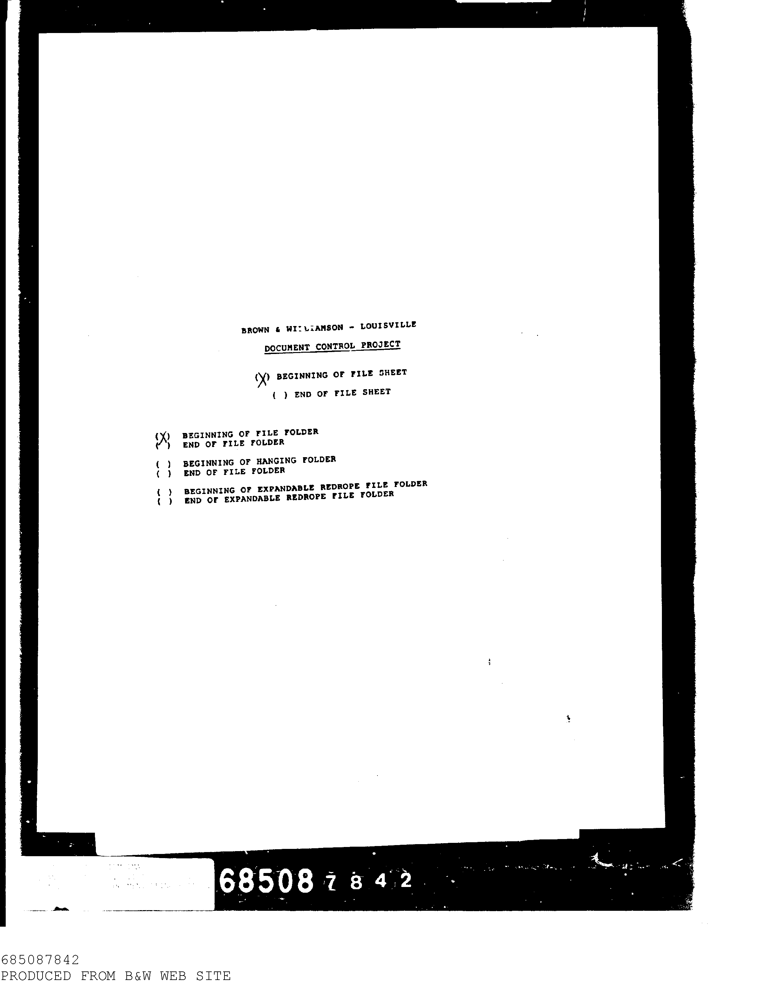 BROWN & WILLIAMSON - LOUISVILLE
DOCUMENT CONTROL PROJECT
(X) BEGINNING OF FILE SHEET
( ) END OF FILE SHEET
(X) BEGINNING OF FILE FOLDER
( ) END OF FILE FOLDER
( ) BEGINNING OF HANGING FOLDER
( ) END OF FILE FOLDER
( ) BEGINNING OF EXPANDABLE REDROPE FILE FOLDER
( ) END OF EXPANDABLE REDROPE FILE FOLDER
68508 7842
685087842
PRODUCED FROM B&W WEB SITE